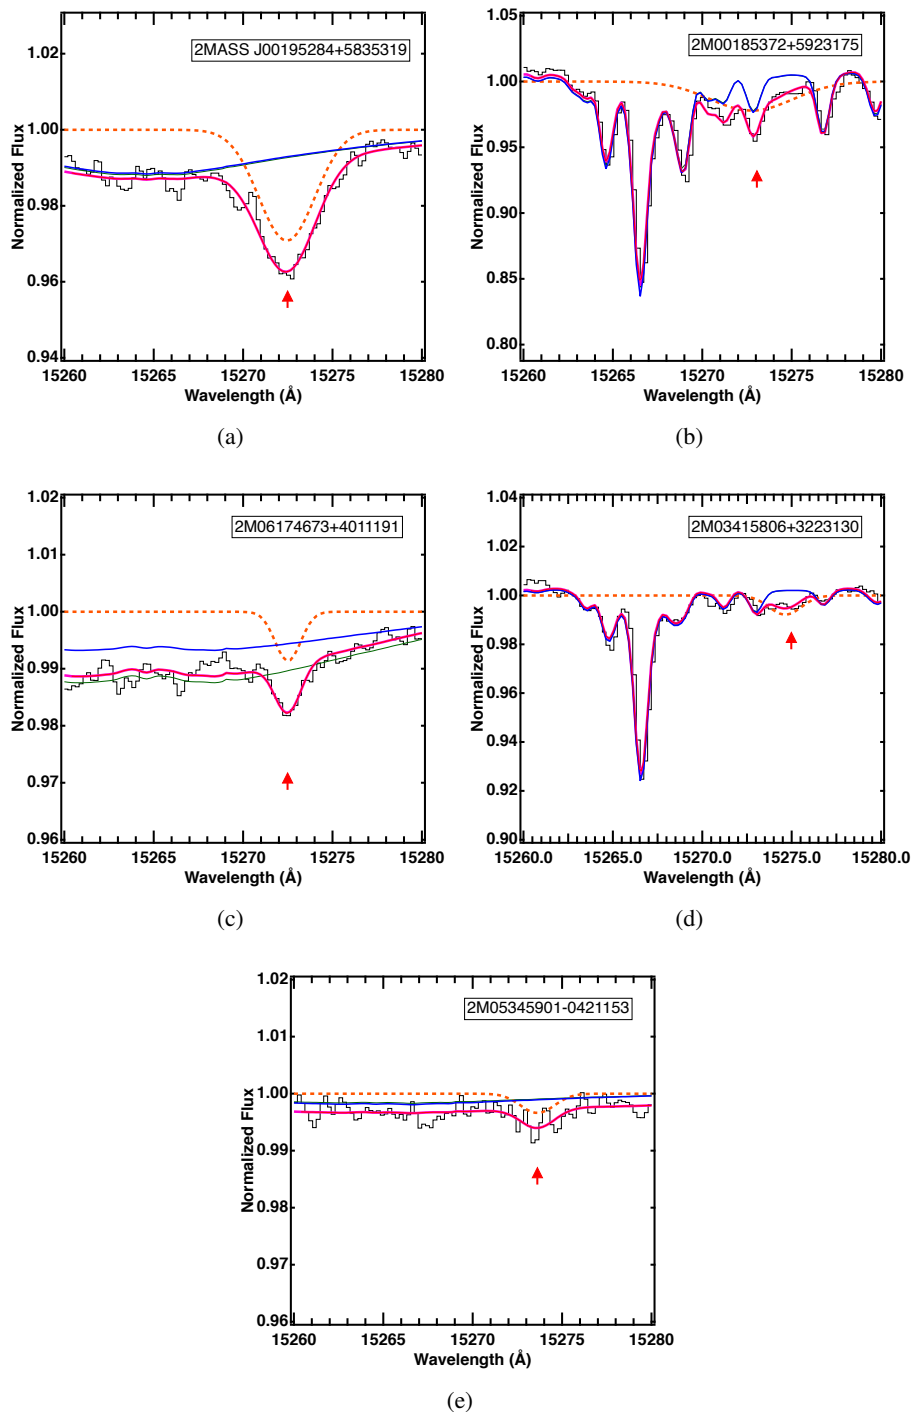 2MASS J00195284+5835319
1.02
1.00
0.98
0.96
0.94
Normalized Flux
15260 15265 15270 15275 15280
Wavelength (Å)
(a)
2M00185372+5923175
1.05
1.00
0.95
0.90
0.85
0.80
Normalized Flux
15260 15265 15270 15275 15280
Wavelength (Å)
(b)
2M06174673+4011191
1.02
1.01
1.00
0.99
0.98
0.97
0.96
Normalized Flux
15260 15265 15270 15275 15280
Wavelength (Å)
(c)
2M03415806+3223130
1.04
1.02
1.00
0.98
0.96
0.94
0.92
0.90
Normalized Flux
15260.0 15265.0 15270.0 15275.0 15280.0
Wavelength (Å)
(d)
2M05345901-0421153
1.02
1.01
1.00
0.99
0.98
0.97
0.96
Normalized Flux
15260 15265 15270 15275 15280
Wavelength (Å)
(e)